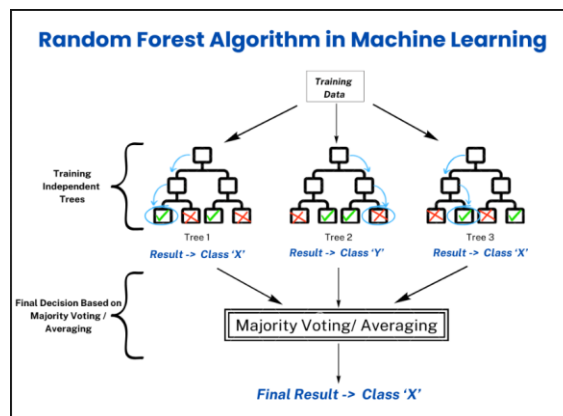 Random Forest Algorithm in Machine Learning
Training
Data
Training
Independent
Trees
Tree 1
Tree 2
Tree 3
Result -> Class 'X'
Result -> Class 'Y'
Result -> Class 'X'
Final Decision Based on
Majority Voting /
Averaging
Majority Voting/ Averaging
Final Result -> Class 'X'